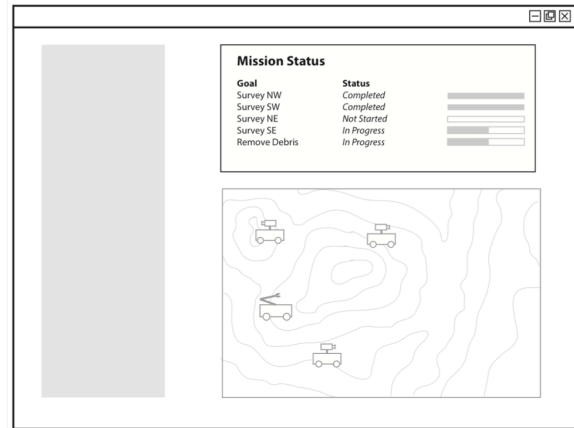 Mission Status
Goal Status
Survey NW Completed
Survey SW Completed
Survey NE Not Started
Survey SE In Progress
Remove Debris In Progress